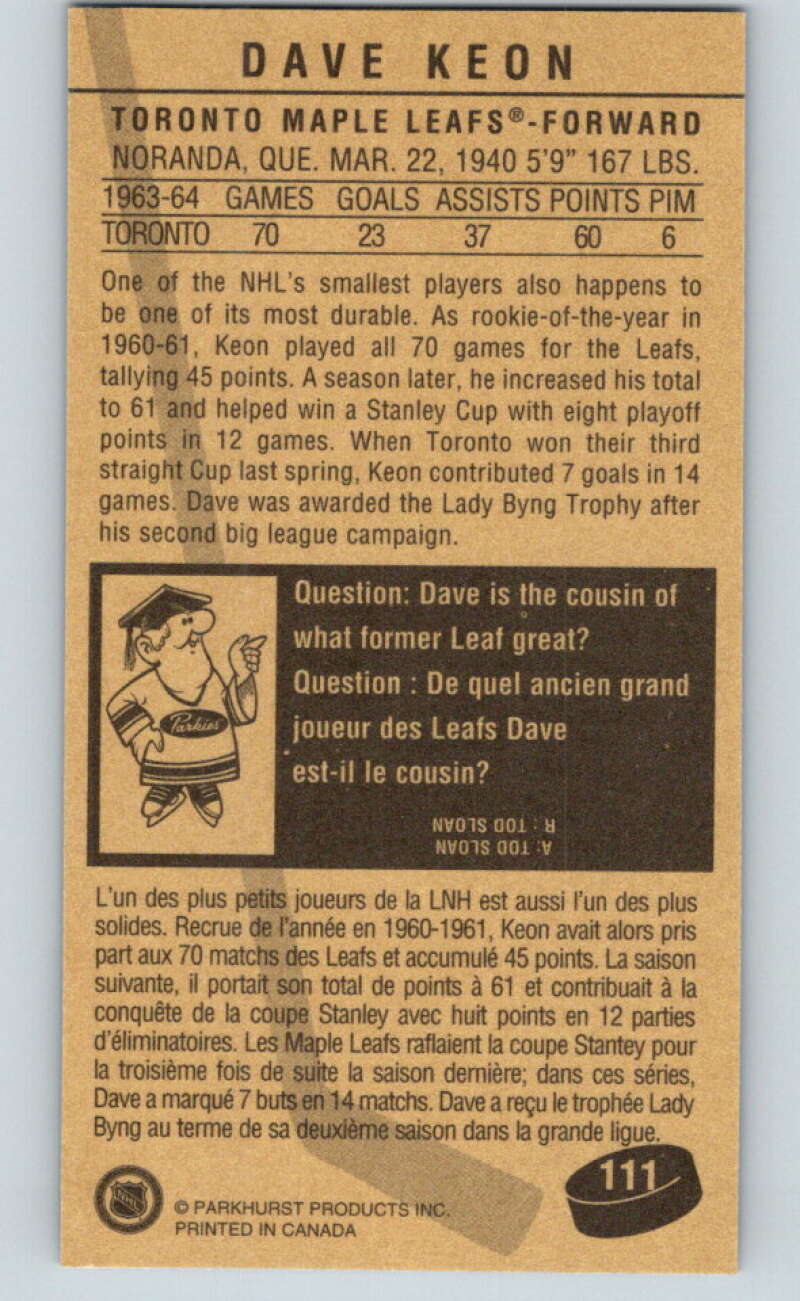 DAVE KEON
TORONTO MAPLE LEAFS®-FORWARD
NORANDA, QUE. MAR. 22, 1940 5'9" 167 LBS.
1963-64 GAMES GOALS ASSISTS POINTS PIM
TORONTO 70 23 37 60 6
One of the NHL's smallest players also happens to
be one of its most durable. As rookie-of-the-year in
1960-61, Keon played all 70 games for the Leafs,
tallying 45 points. A season later, he increased his total
to 61 and helped win a Stanley Cup with eight playoff
points in 12 games. When Toronto won their third
straight Cup last spring, Keon contributed 7 goals in 14
games. Dave was awarded the Lady Byng Trophy after
his second big league campaign.
Parkies
Question: Dave is the cousin of
what former Leaf great?
Question : De quel ancien grand
joueur des Leafs Dave
est-il le cousin?
A: TOD SLOAN
R : TOD SLOAN
L'un des plus petits joueurs de la LNH est aussi l'un des plus
solides. Recrue de l'année en 1960-1961, Keon avait alors pris
part aux 70 matchs des Leafs et accumulé 45 points. La saison
suivante, il portait son total de points à 61 et contribuait à la
conquête de la coupe Stanley avec huit points en 12 parties
d'éliminatoires. Les Maple Leafs raflaient la coupe Stantey pour
la troisième fois de suite la saison dernière; dans ces séries,
Dave a marqué 7 buts en 14 matchs. Dave a reçu le trophée Lady
Byng au terme de sa deuxième saison dans la grande ligue.
111
NHL
© PARKHURST PRODUCTS INC.
PRINTED IN CANADA